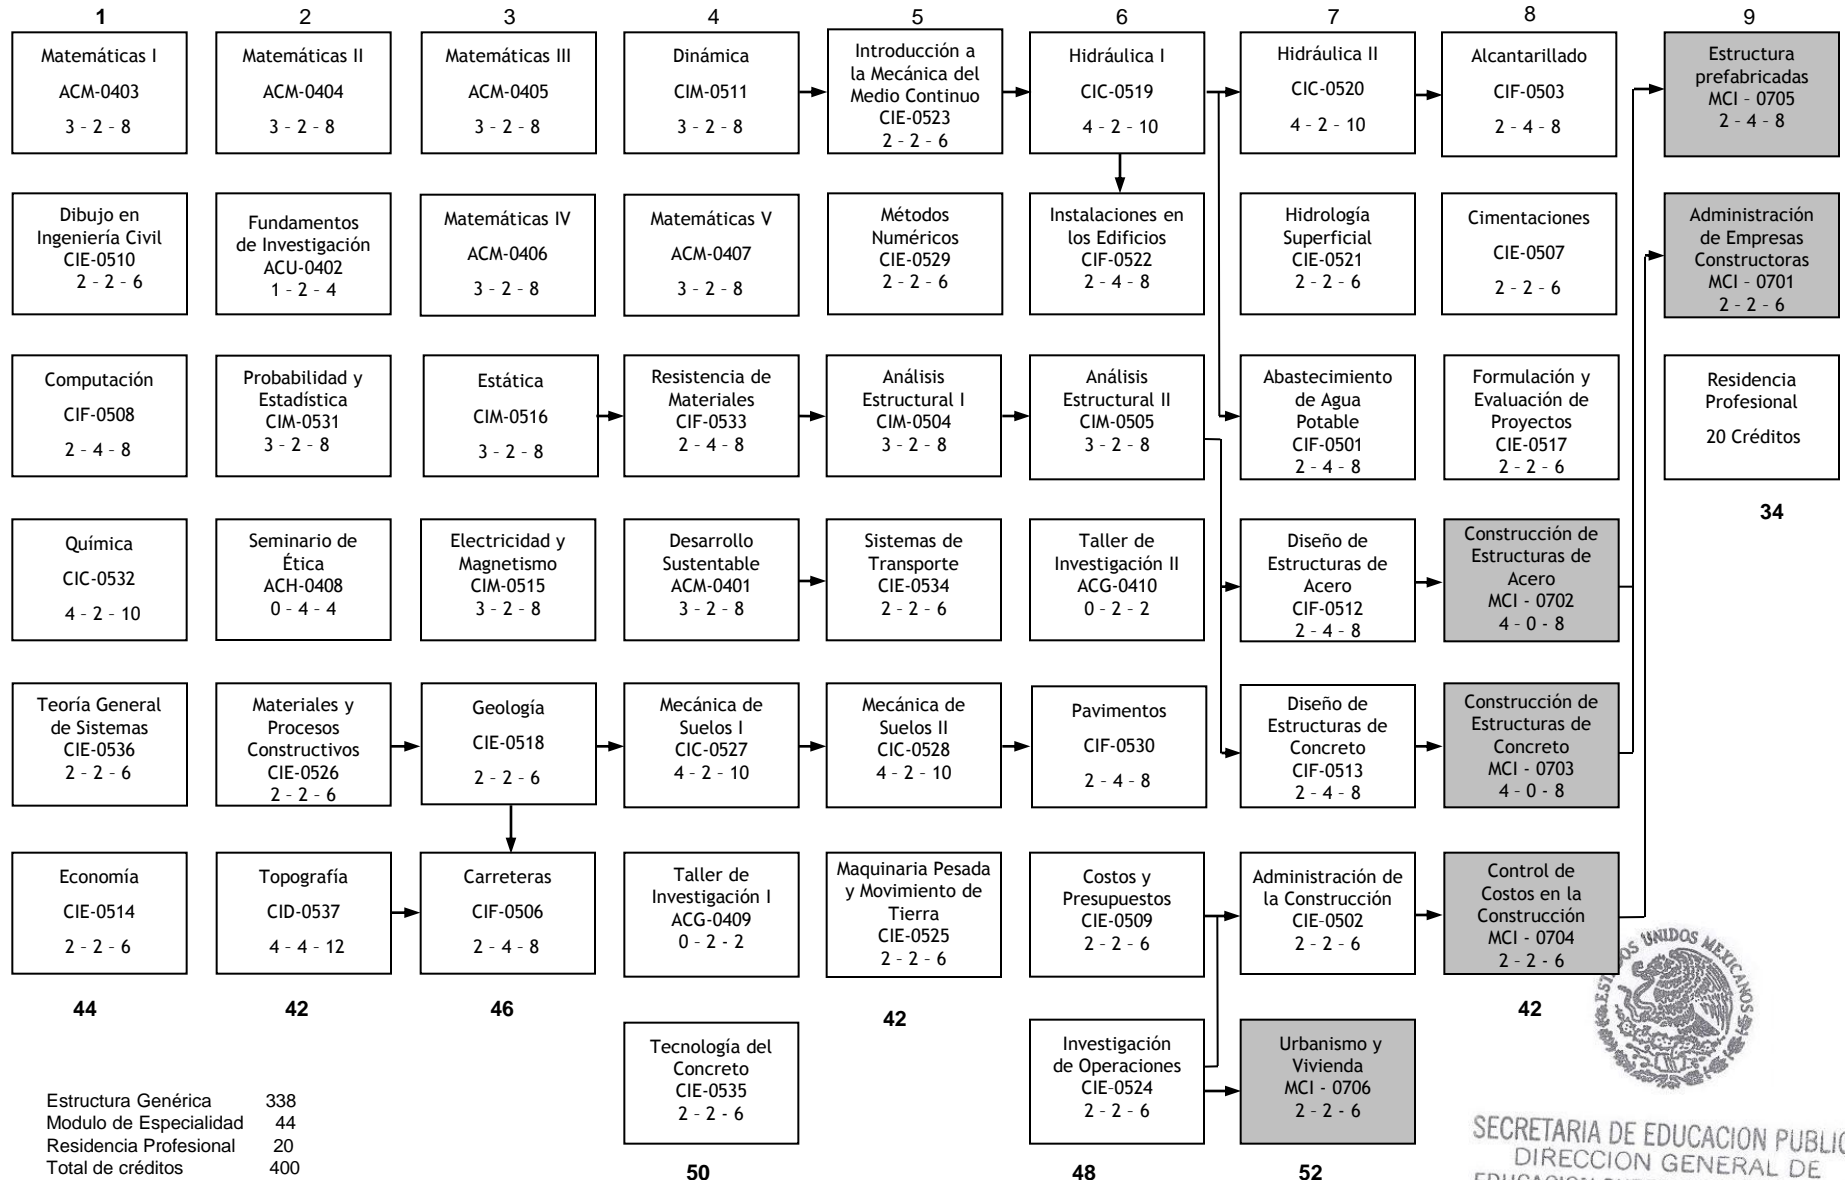 1
2
3
4
5
6
7
8
9
Matemáticas I
ACM-0403
3 - 2 - 8
Matemáticas II
ACM-0404
3 - 2 - 8
Matemáticas III
ACM-0405
3 - 2 - 8
Dinámica
CIM-0511
3 - 2 - 8
Introducción a
la Mecánica del
Medio Continuo
CIE-0523
2 - 2 - 6
Hidráulica I
CIC-0519
4 - 2 - 10
Hidráulica II
CIC-0520
4 - 2 - 10
Alcantarillado
CIF-0503
2 - 4 - 8
Estructura
prefabricadas
MCI - 0705
2 - 4 - 8
Dibujo en
Ingeniería Civil
CIE-0510
2 - 2 - 6
Fundamentos
de Investigación
ACU-0402
1 - 2 - 4
Matemáticas IV
ACM-0406
3 - 2 - 8
Matemáticas V
ACM-0407
3 - 2 - 8
Métodos
Numéricos
CIE-0529
2 - 2 - 6
Instalaciones en
los Edificios
CIF-0522
2 - 4 - 8
Hidrología
Superficial
CIE-0521
2 - 2 - 6
Cimentaciones
CIE-0507
2 - 2 - 6
Administración
de Empresas
Constructoras
MCI - 0701
2 - 2 - 6
Computación
CIF-0508
2 - 4 - 8
Probabilidad y
Estadística
CIM-0531
3 - 2 - 8
Estática
CIM-0516
3 - 2 - 8
Resistencia de
Materiales
CIF-0533
2 - 4 - 8
Análisis
Estructural I
CIM-0504
3 - 2 - 8
Análisis
Estructural II
CIM-0505
3 - 2 - 8
Abastecimiento
de Agua
Potable
CIF-0501
2 - 4 - 8
Formulación y
Evaluación de
Proyectos
CIE-0517
2 - 2 - 6
Residencia
Profesional
20 Créditos
34
Química
CIC-0532
4 - 2 - 10
Seminario de
Ética
ACH-0408
0 - 4 - 4
Electricidad y
Magnetismo
CIM-0515
3 - 2 - 8
Desarrollo
Sustentable
ACM-0401
3 - 2 - 8
Sistemas de
Transporte
CIE-0534
2 - 2 - 6
Taller de
Investigación II
ACG-0410
0 - 2 - 2
Diseño de
Estructuras de
Acero
CIF-0512
2 - 4 - 8
Construcción de
Estructuras de
Acero
MCI - 0702
4 - 0 - 8
Teoría General
de Sistemas
CIE-0536
2 - 2 - 6
Materiales y
Procesos
Constructivos
CIE-0526
2 - 2 - 6
Geología
CIE-0518
2 - 2 - 6
Mecánica de
Suelos I
CIC-0527
4 - 2 - 10
Mecánica de
Suelos II
CIC-0528
4 - 2 - 10
Pavimentos
CIF-0530
2 - 4 - 8
Diseño de
Estructuras de
Concreto
CIF-0513
2 - 4 - 8
Construcción de
Estructuras de
Concreto
MCI - 0703
4 - 0 - 8
Economía
CIE-0514
2 - 2 - 6
Topografía
CID-0537
4 - 4 - 12
Carreteras
CIF-0506
2 - 4 - 8
Taller de
Investigación I
ACG-0409
0 - 2 - 2
Maquinaria Pesada
y Movimiento de
Tierra
CIE-0525
2 - 2 - 6
Costos y
Presupuestos
CIE-0509
2 - 2 - 6
Administración de
la Construcción
CIE-0502
2 - 2 - 6
Control de
Costos en la
Construcción
MCI - 0704
2 - 2 - 6
44
42
46
42
42
Tecnología del
Concreto
CIE-0535
2 - 2 - 6
Investigación
de Operaciones
CIE-0524
2 - 2 - 6
Urbanismo y
Vivienda
MCI - 0706
2 - 2 - 6
50
48
52
Estructura Genérica 338
Modulo de Especialidad 44
Residencia Profesional 20
Total de créditos 400
UNIDOS MEXICANOS
SECRETARIA DE EDUCACION PUBLIC
DIRECCION GENERAL DE